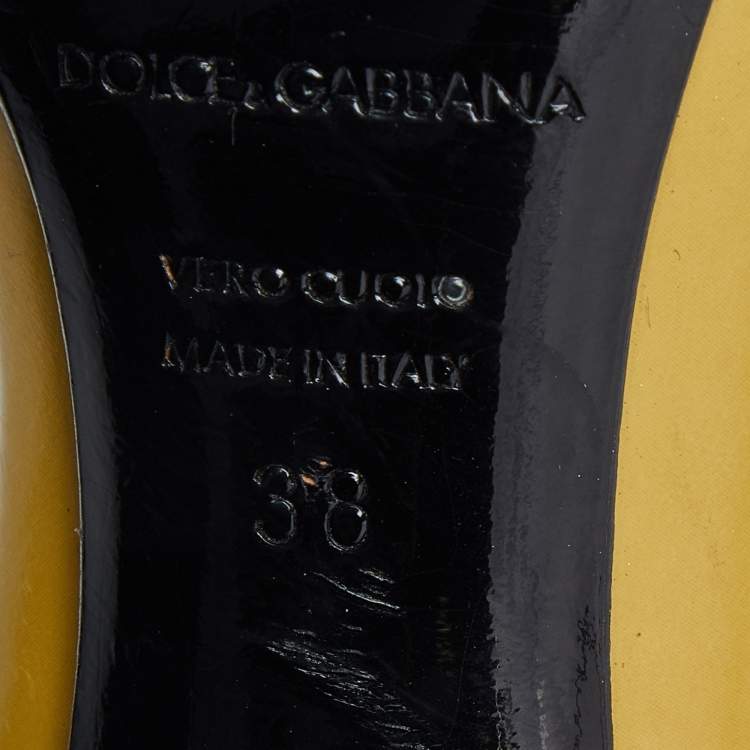 DOLCE & GABBANA
VERO CUOIO
MADE IN ITALY
38